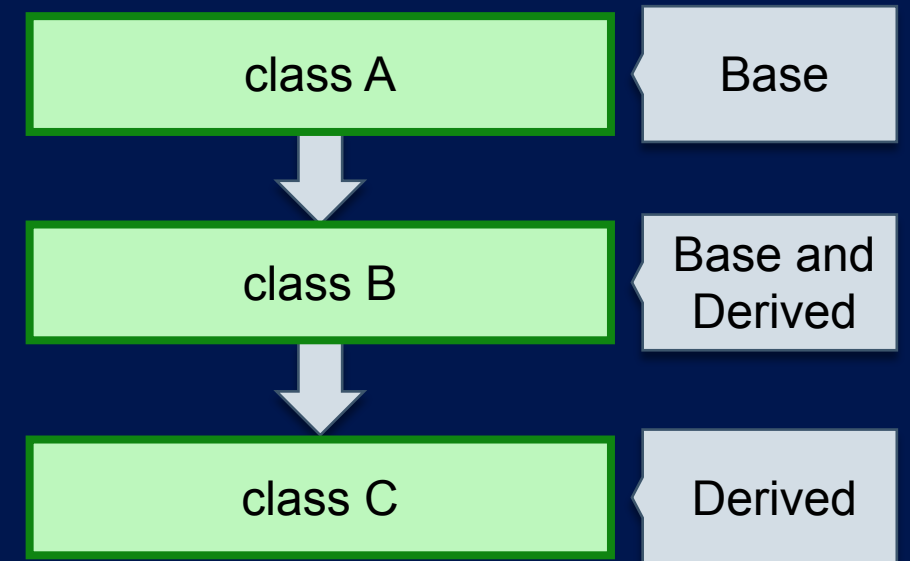 class A
Base
class B
Base and
Derived
class C
Derived